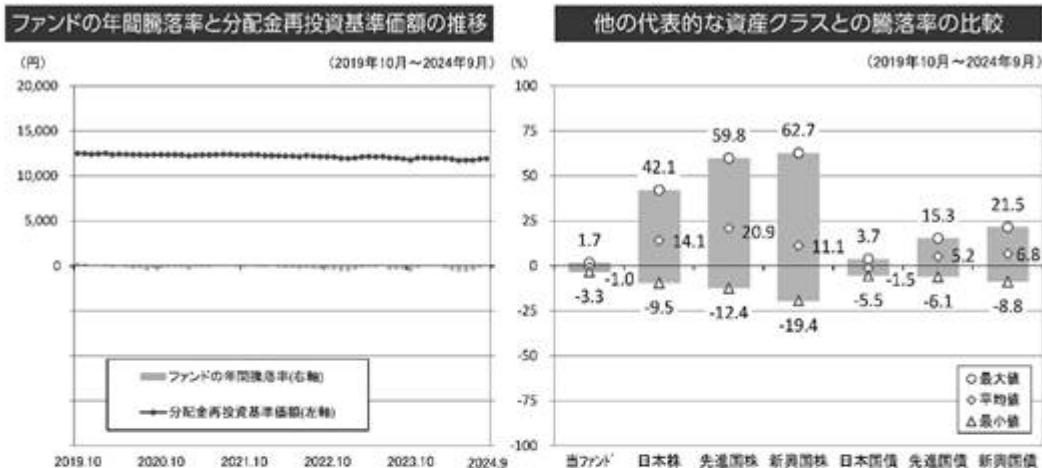 ファンドの年間騰落率と分配金再投資基準価額の推移
(円)
(2019年10月～2024年9月)
20,000
15,000
10,000
5,000
0
ファンドの年間騰落率(右軸)
分配金再投資基準価額(左軸)
2019.10 2020.10 2021.10 2022.10 2023.10 2024.9
他の代表的な資産クラスとの騰落率の比較
(%)
(2019年10月～2024年9月)
100
75
50
25
0
-25
-50
-75
-100
1.7 42.1 59.8 62.7 3.7 15.3 21.5
-1.0 14.1 20.9 11.1 -1.5 5.2 6.8
-3.3 -9.5 -12.4 -19.4 -5.5 -6.1 -8.8
最大値
平均値
最小値
当ファンド 日本株 先進国株 新興国株 日本国債 先進国債 新興国債